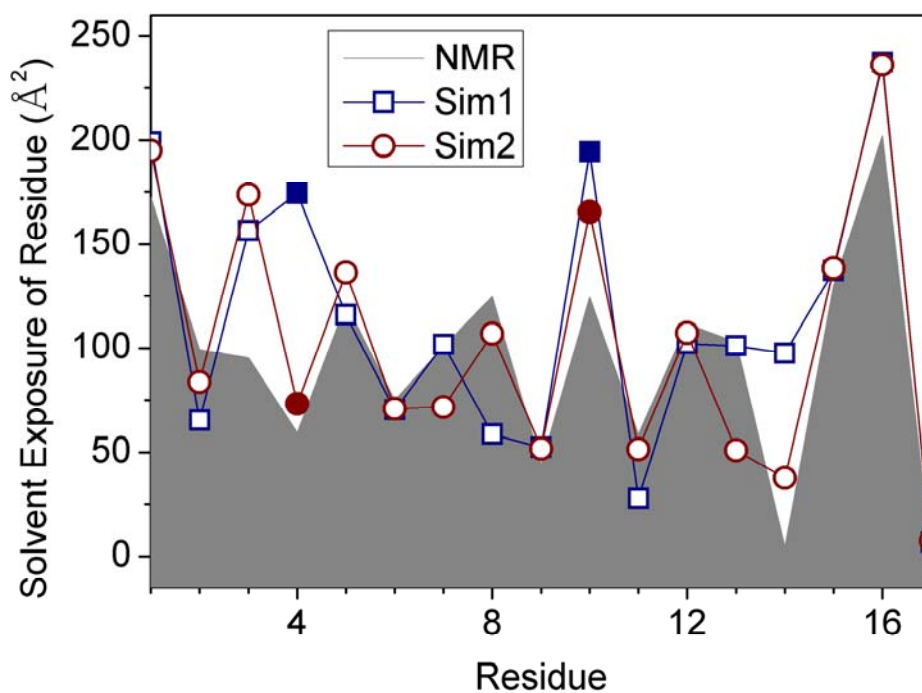 250
200
150
100
50
0
Solvent Exposure of Residue (Å²)
NMR
Sim1
Sim2
4 8 12 16
Residue